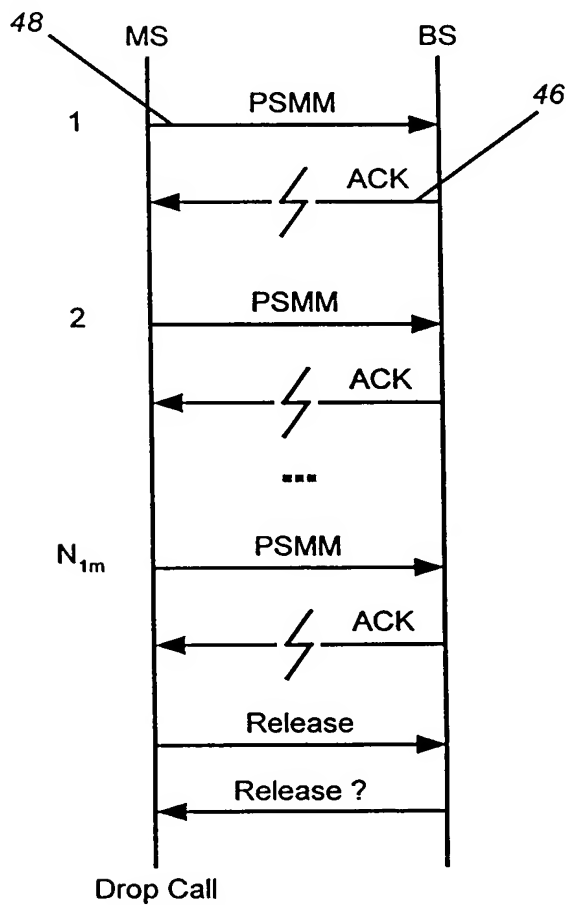 48
MS BS
46
1 PSMM
ACK
2 PSMM
ACK
...
N1m PSMM
ACK
Release
Release ?
Drop Call